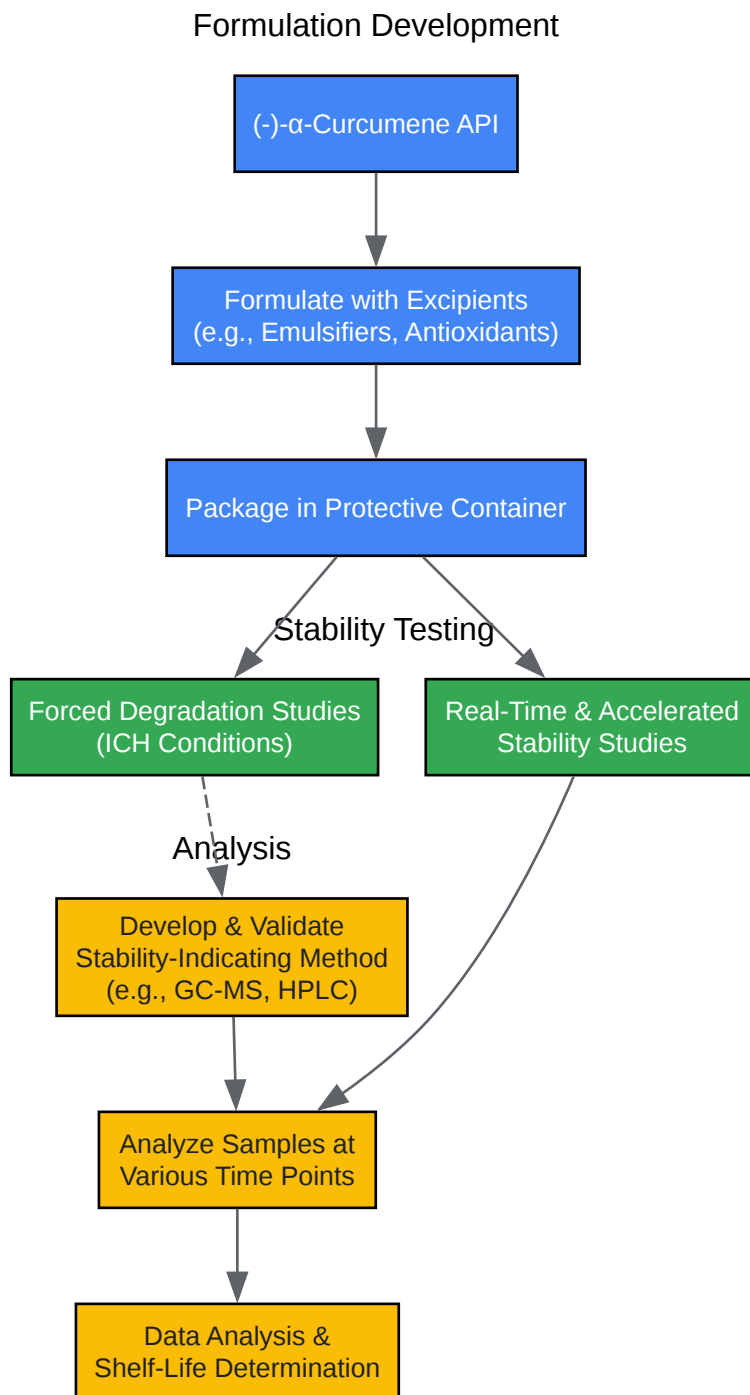 Formulation Development
(-)-α-Curcumene API
Formulate with Excipients
(e.g., Emulsifiers, Antioxidants)
Package in Protective Container
Stability Testing
Forced Degradation Studies
(ICH Conditions)
Real-Time & Accelerated
Stability Studies
Analysis
Develop & Validate
Stability-Indicating Method
(e.g., GC-MS, HPLC)
Analyze Samples at
Various Time Points
Data Analysis &
Shelf-Life Determination